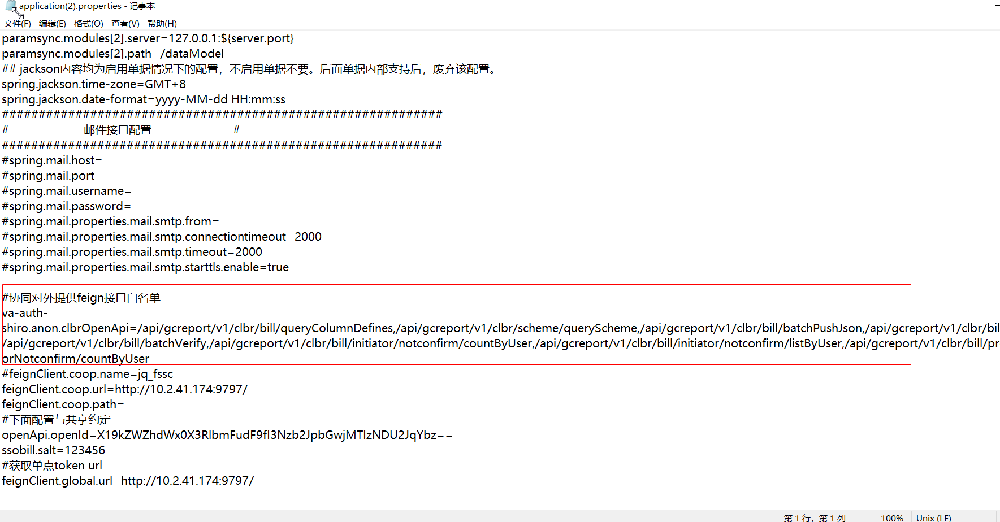 application(2).properties - 记事本
文件(F) 编辑(E) 格式(O) 查看(V) 帮助(H)
paramsync.modules[2].server=127.0.0.1:${server.port}
paramsync.modules[2].path=/dataModel
## jackson内容均为启用单据情况下的配置，不启用单据不要。后面单据内部支持后，废弃该配置。
spring.jackson.time-zone=GMT+8
spring.jackson.date-format=yyyy-MM-dd HH:mm:ss
############################################################
# 邮件接口配置 #
############################################################
#spring.mail.host=
#spring.mail.port=
#spring.mail.username=
#spring.mail.password=
#spring.mail.properties.mail.smtp.from=
#spring.mail.properties.mail.smtp.connectiontimeout=2000
#spring.mail.properties.mail.smtp.timeout=2000
#spring.mail.properties.mail.smtp.starttls.enable=true
#协同对外提供feign接口白名单
va-auth-
shiro.anon.clbrOpenApi=/api/gcreport/v1/clbr/bill/queryColumnDefines,/api/gcreport/v1/clbr/scheme/queryScheme,/api/gcreport/v1/clbr/bill/batchPushJson,/api/gcreport/v1/clbr/bil
/api/gcreport/v1/clbr/bill/batchVerify,/api/gcreport/v1/clbr/bill/initiator/notconfirm/countByUser,/api/gcreport/v1/clbr/bill/initiator/notconfirm/listByUser,/api/gcreport/v1/clbr/bill/pr
orNotconfirm/countByUser
#feignClient.coop.name=jq_fssc
feignClient.coop.url=http://10.2.41.174:9797/
feignClient.coop.path=
#下面配置与共享约定
openApi.openId=X19kZWZhdWx0X3RlbmFudF9fI3Nzb2JpbGwjMTIzNDU2JqYbz==
ssobill.salt=123456
#获取单点token url
feignClient.global.url=http://10.2.41.174:9797/
第 1 行，第 1 列 100% Unix (LF)